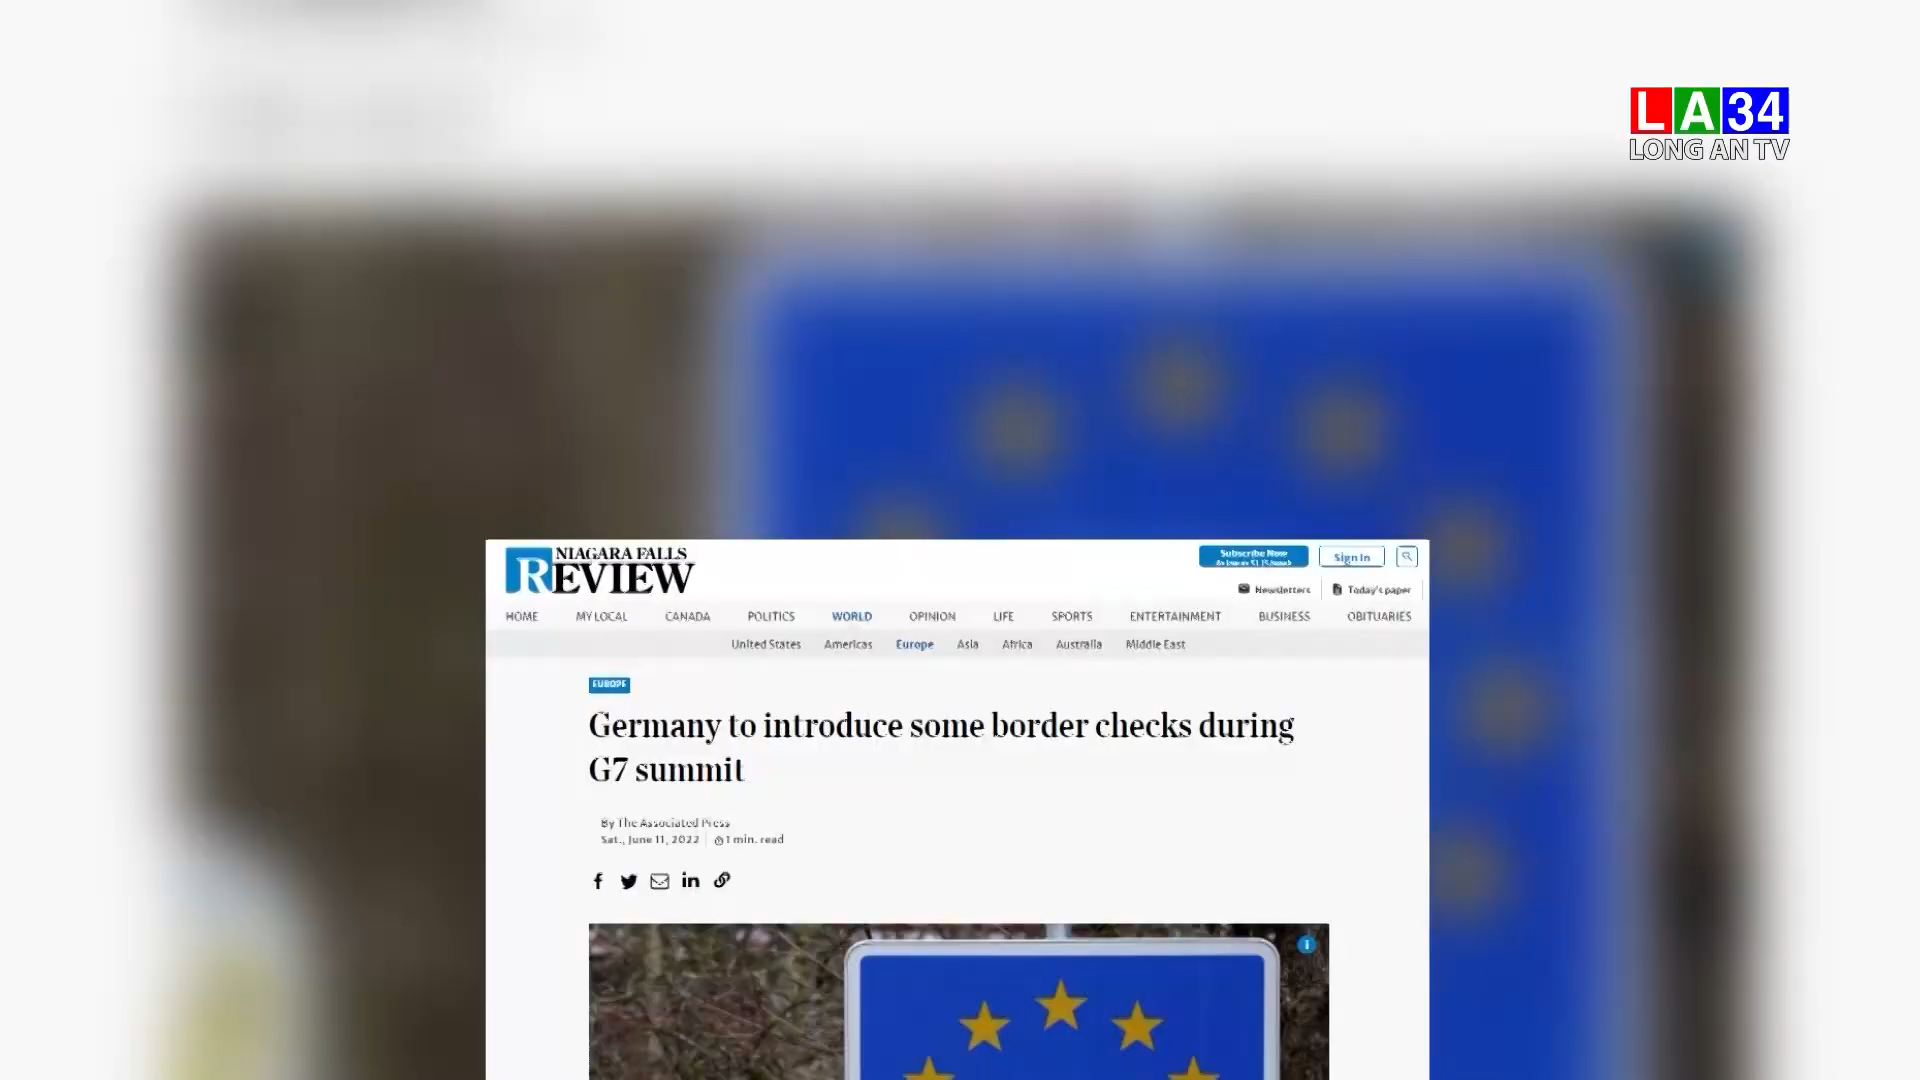 LA34
LONG AN TV
NIAGARA FALLS
REVIEW
Subscribe Now
Sign In
Newsletters
Today's paper
HOME MY LOCAL CANADA POLITICS WORLD OPINION LIFE SPORTS ENTERTAINMENT BUSINESS OBITUARIES
United States Americas Europe Asia Africa Australia Middle East
EUROPE
Germany to introduce some border checks during
G7 summit
By The Associated Press
Sat., June 11, 2022 1 min. read